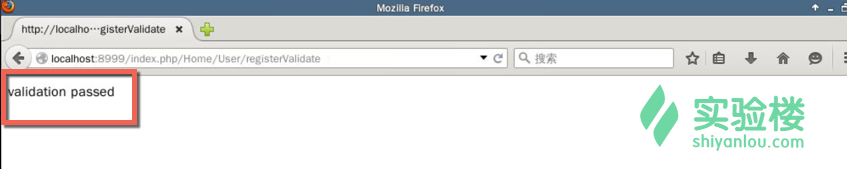 Mozilla Firefox
http://localho···gisterValidate
localhost:8999/index.php/Home/User/registerValidate
搜索
validation passed
实验楼
shiyanlou.com